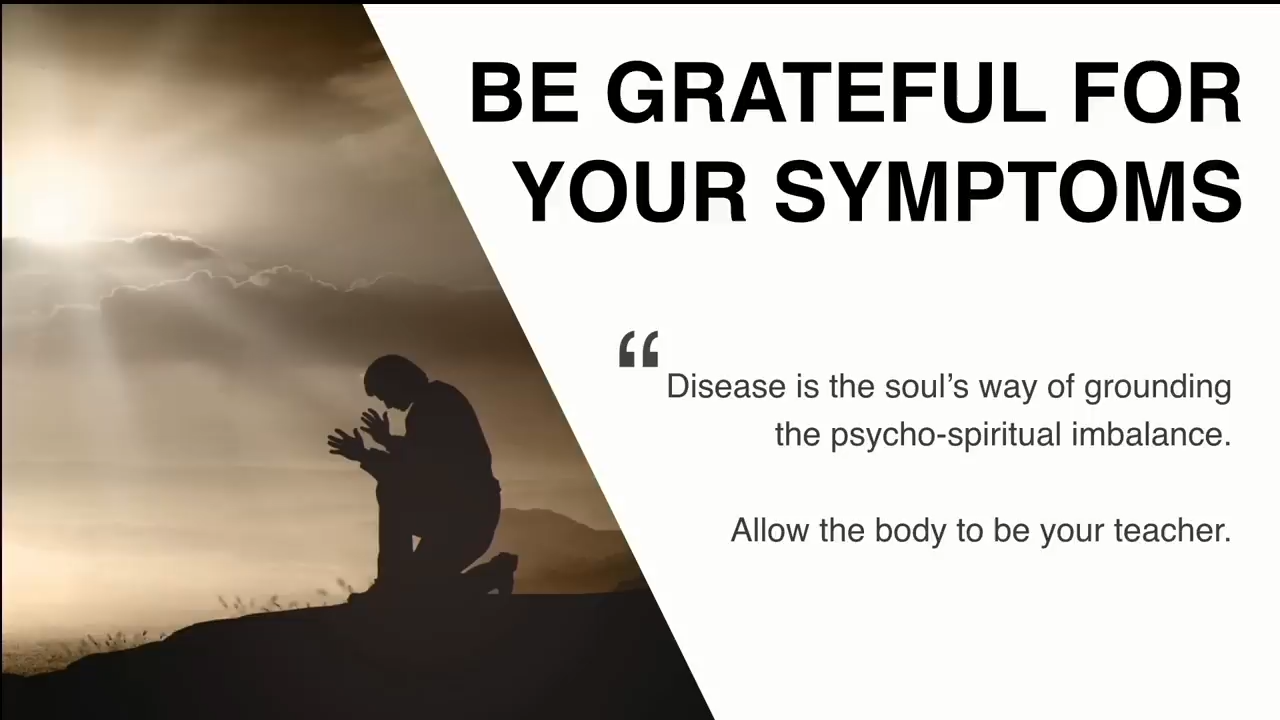 BE GRATEFUL FOR
YOUR SYMPTOMS
“Disease is the soul’s way of grounding
the psycho-spiritual imbalance.
Allow the body to be your teacher.